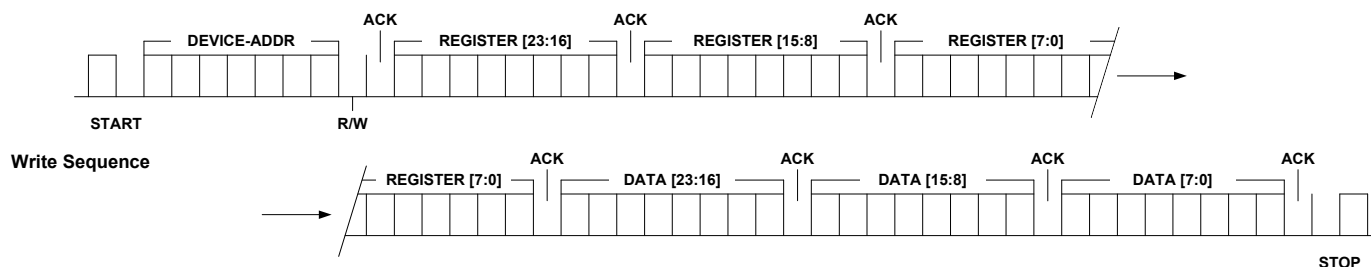 ACK ACK ACK
DEVICE-ADDR REGISTER [23:16] REGISTER [15:8] REGISTER [7:0]
START R/W
Write Sequence
ACK ACK ACK ACK
REGISTER [7:0] DATA [23:16] DATA [15:8] DATA [7:0]
STOP